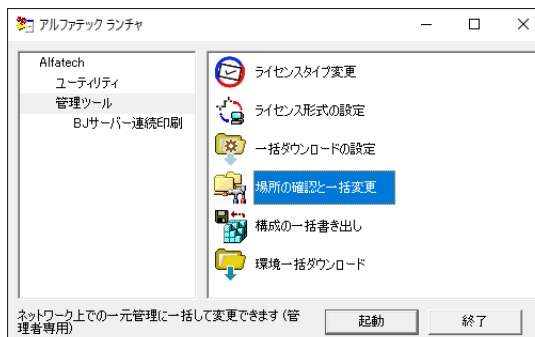 アルファテック ランチャ
Alfatech
ユーティリティ
管理ツール
BJサーバー連続印刷
ライセンスタイプ変更
ライセンス形式の設定
一括ダウンロードの設定
場所の確認と一括変更
構成の一括書き出し
環境一括ダウンロード
ネットワーク上での一元管理に一括して変更できます(管
理者専用)
起動
終了